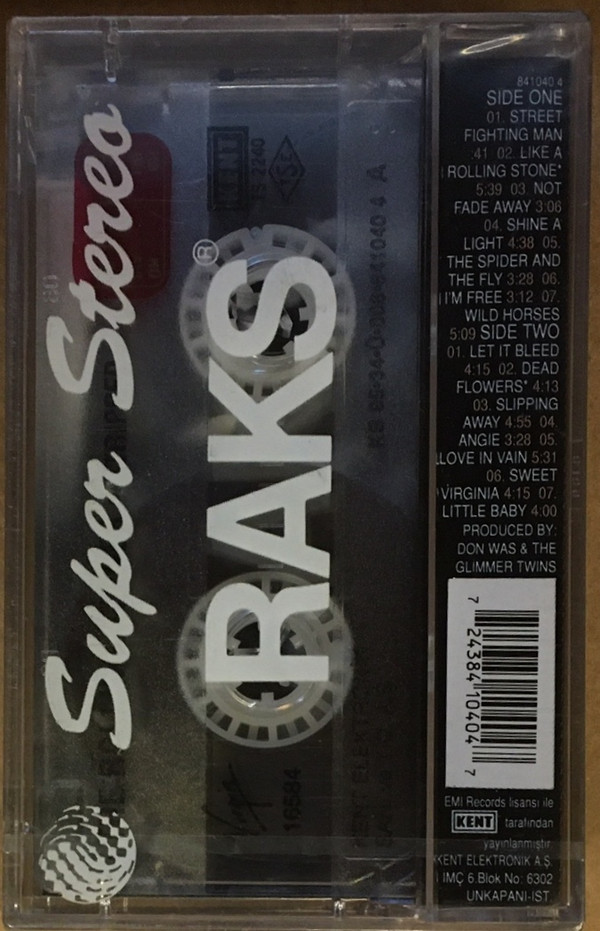 Super Stereo
RAKS®
KENT
TSE
16584
841040 4
SIDE ONE
01. STREET
FIGHTING MAN
:41 02. LIKE A
ROLLING STONE*
5:39 03. NOT
FADE AWAY 3:06
04. SHINE A
LIGHT 4:38 05.
THE SPIDER AND
THE FLY 3:28 06.
I'M FREE 3:12 07.
WILD HORSES
5:09 SIDE TWO
01. LET IT BLEED
4:15 02. DEAD
FLOWERS* 4:13
03. SLIPPING
AWAY 4:55 04.
ANGIE 3:28 05.
LOVE IN VAIN 5:31
06. SWEET
VIRGINIA 4:15 07.
LITTLE BABY 4:00
PRODUCED BY:
DON WAS & THE
GLIMMER TWINS
7 24384 10404 7
EMI Records lisansı ile
KENT tarafından
yayınlanmıştır.
KENT ELEKTRONİK A.Ş.
İMÇ 6.Blok No: 6302
UNKAPANI-İST.